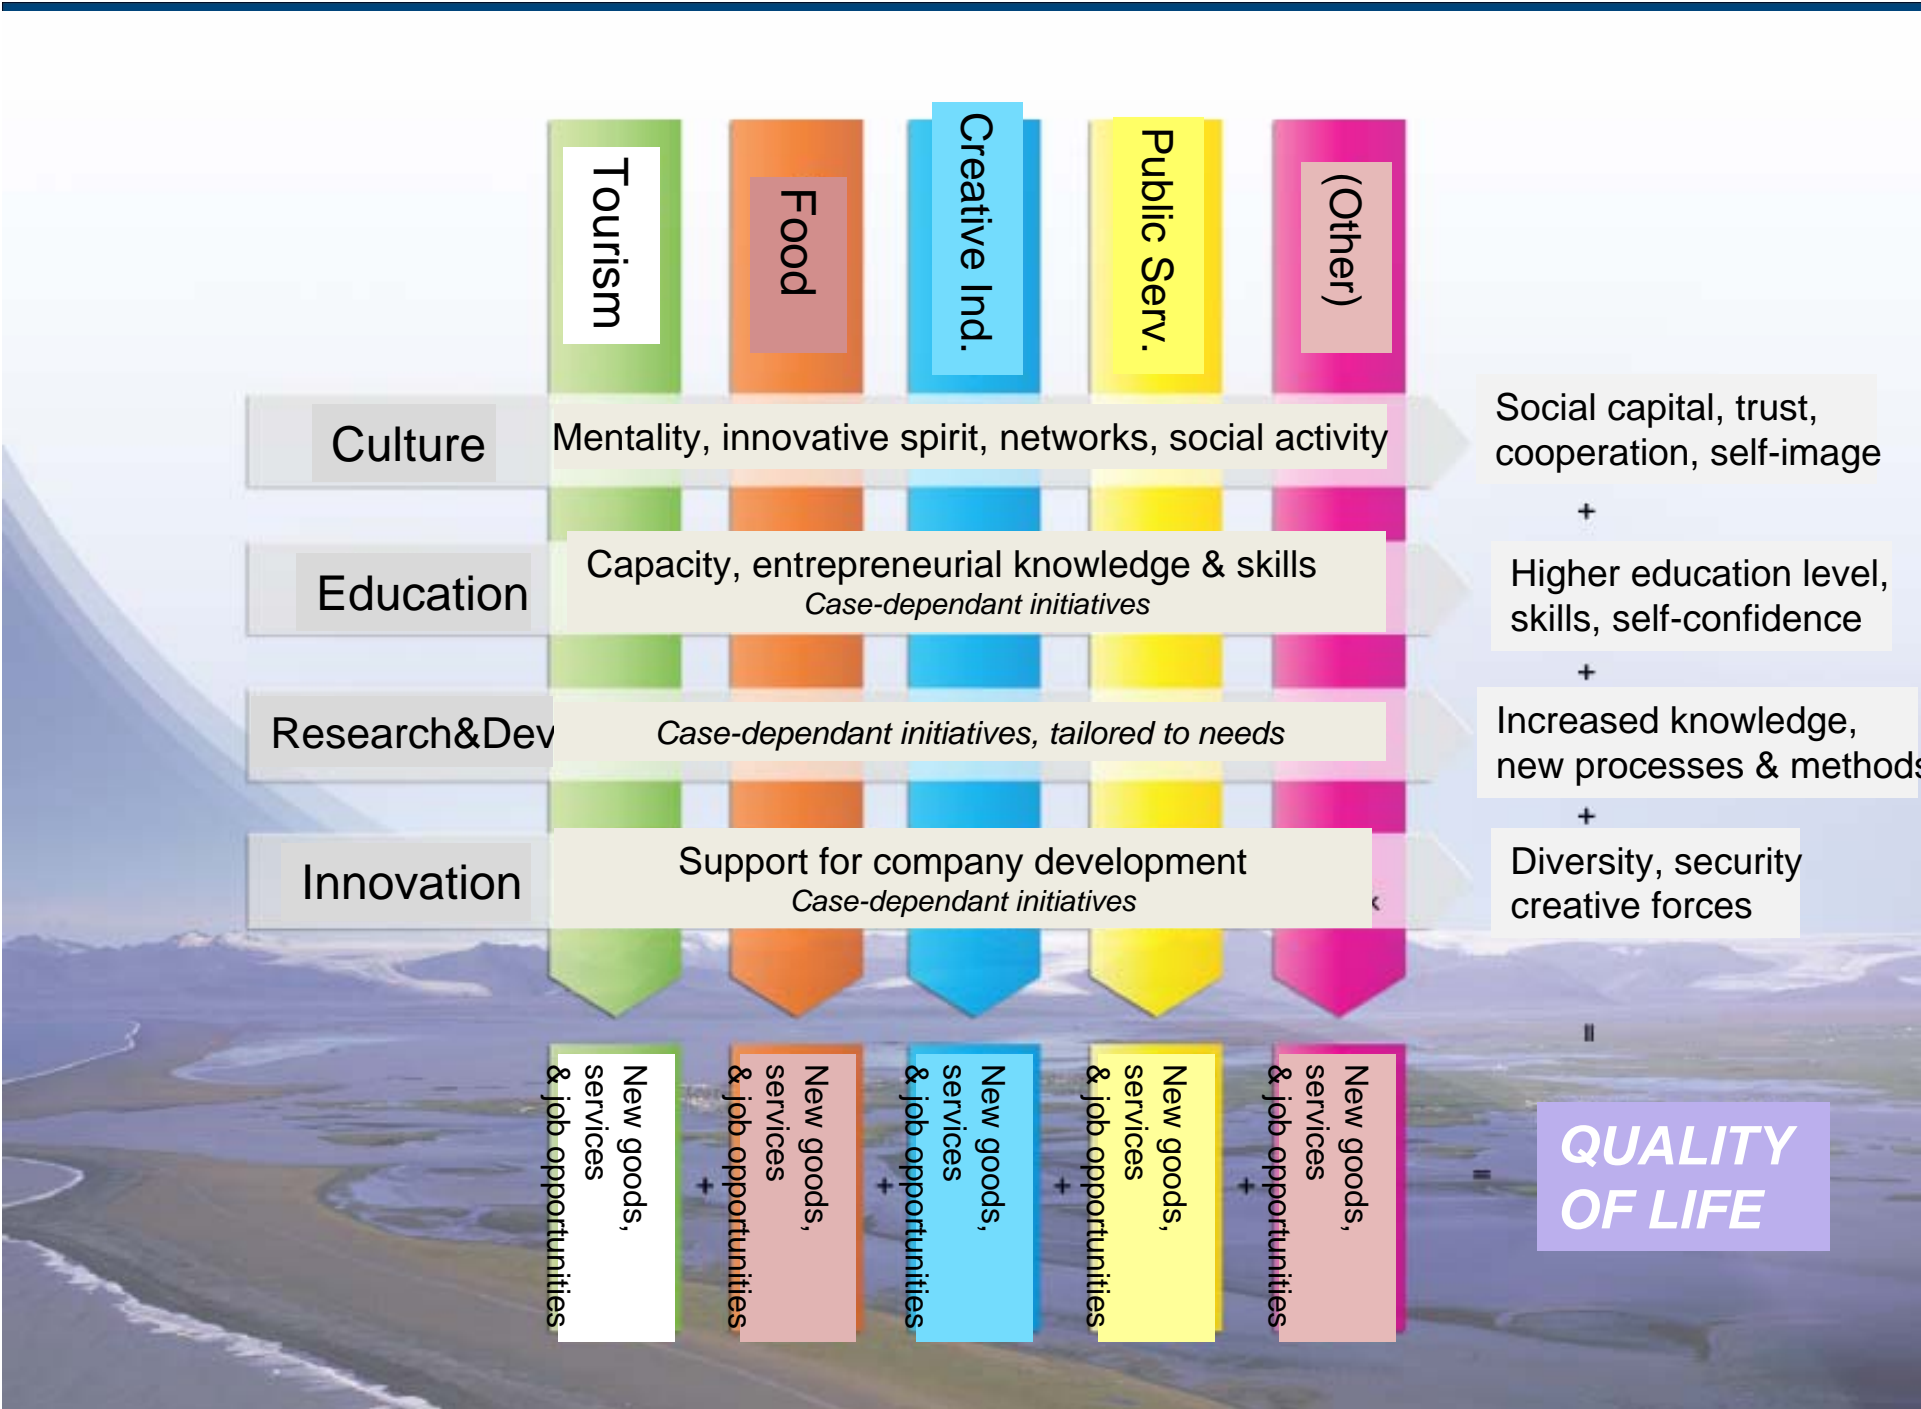 Tourism
Food
Creative Ind.
Public Serv.
(Other)
Culture
Mentality, innovative spirit, networks, social activity
Social capital, trust,
cooperation, self-image
+
Education
Capacity, entrepreneurial knowledge & skills
Case-dependant initiatives
Higher education level,
skills, self-confidence
+
Research&Dev
Case-dependant initiatives, tailored to needs
Increased knowledge,
new processes & methods
+
Innovation
Support for company development
Case-dependant initiatives
Diversity, security
creative forces
=
New goods,
services
& job opportunities
+
New goods,
services
& job opportunities
+
New goods,
services
& job opportunities
+
New goods,
services
& job opportunities
+
New goods,
services
& job opportunities
=
QUALITY
OF LIFE